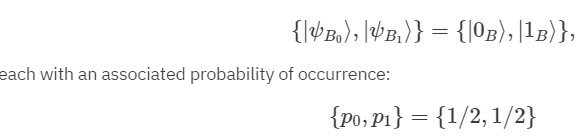 {|ψ_{B_0}⟩, |ψ_{B_1}⟩} = {|0_B⟩, |1_B⟩},
each with an associated probability of occurrence:
{p_0, p_1} = {1/2, 1/2}